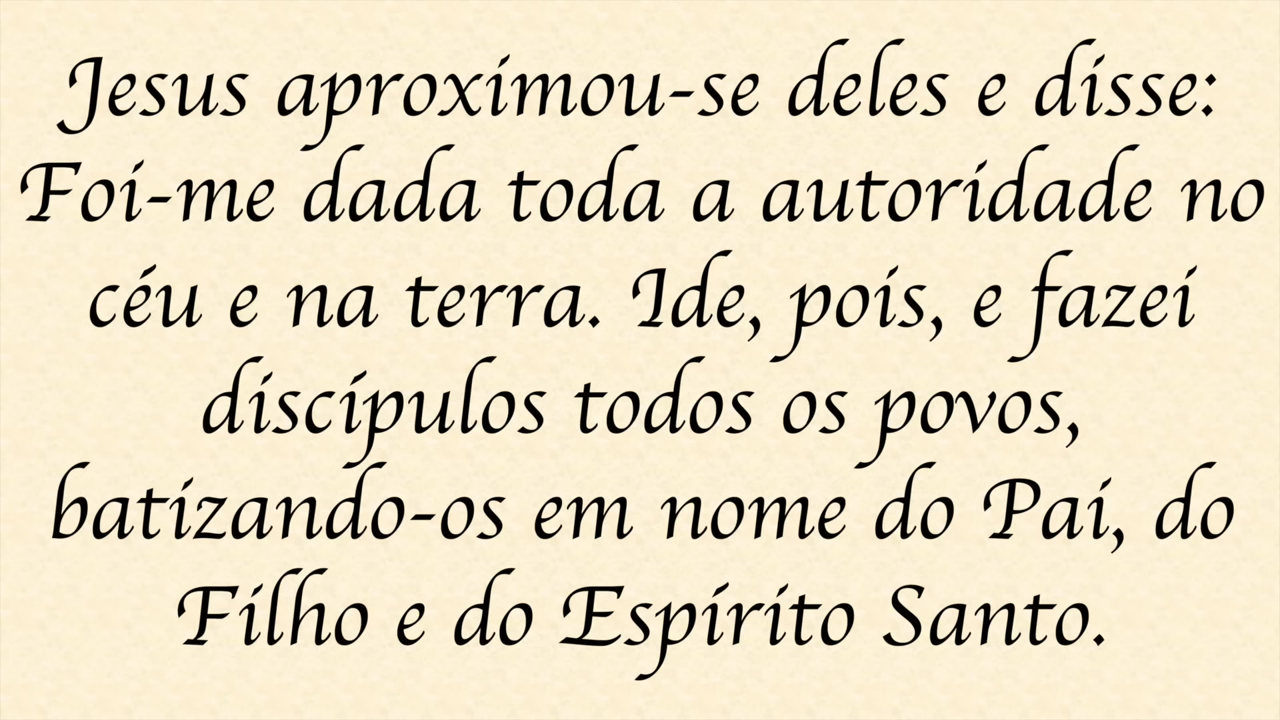 Jesus aproximou-se deles e disse:
Foi-me dada toda a autoridade no
céu e na terra. Ide, pois, e fazei
discípulos todos os povos,
batizando-os em nome do Pai, do
Filho e do Espírito Santo.